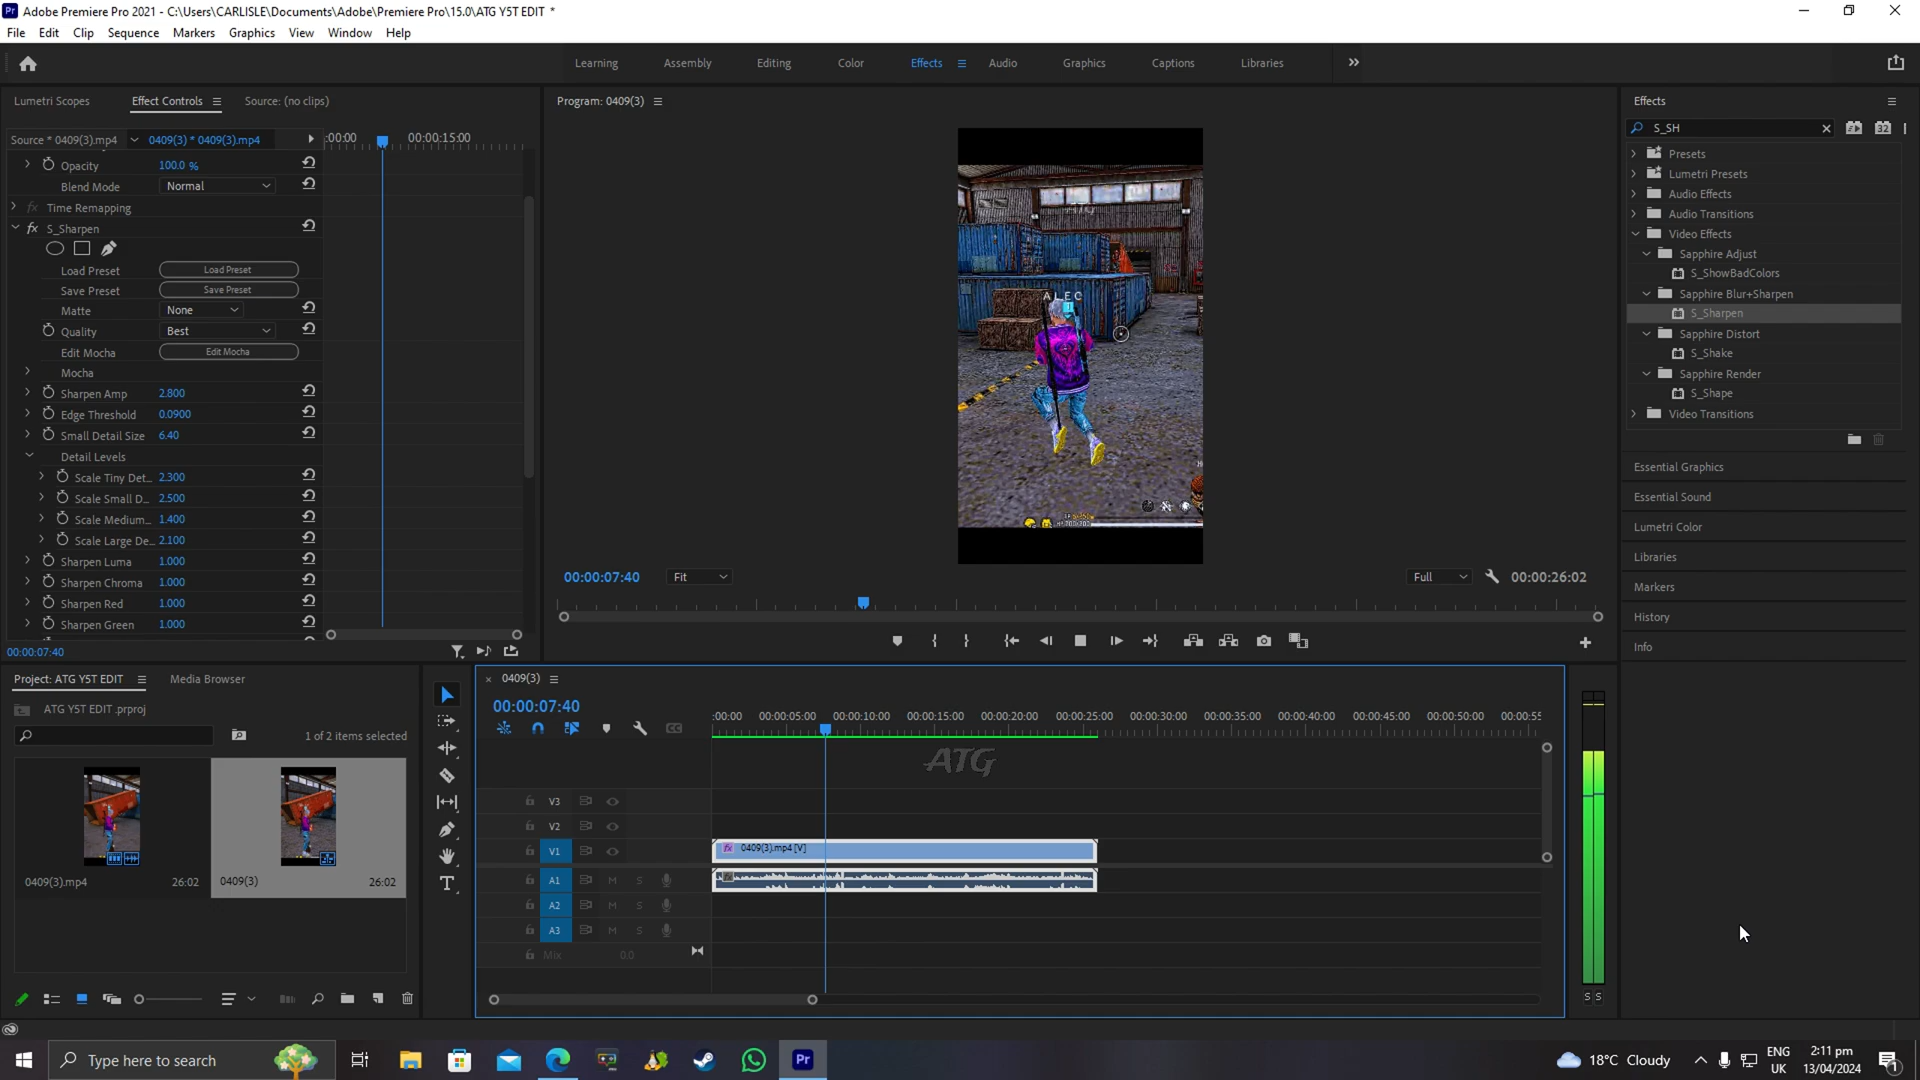 Adobe Premiere Pro 2021 - C:\Users\CARLISLE\Documents\Adobe\Premiere Pro\15.0\ATG Y5T EDIT *
File Edit Clip Sequence Markers Graphics View Window Help
Learning Assembly Editing Color Effects Audio Graphics Captions Libraries
Lumetri Scopes Effect Controls Source: (no clips)
Program: 0409(3)
Effects
Source * 0409(3).mp4 0409(3) * 0409(3).mp4 :00:00 00:00:15:00
S_SH
Opacity 100.0 %
Blend Mode Normal
Time Remapping
fx S_Sharpen
Load Preset Load Preset
Save Preset Save Preset
Matte None
Quality Best
Edit Mocha Edit Mocha
Mocha
Sharpen Amp 2.800
Edge Threshold 0.0900
Small Detail Size 6.40
Detail Levels
Scale Tiny Det... 2.300
Scale Small D... 2.500
Scale Medium... 1.400
Scale Large De... 2.100
Sharpen Luma 1.000
Sharpen Chroma 1.000
Sharpen Red 1.000
Sharpen Green 1.000
00:00:07:40
ALEC
00:00:07:40 Fit Full 00:00:26:02
Presets
Lumetri Presets
Audio Effects
Audio Transitions
Video Effects
Sapphire Adjust
S_ShowBadColors
Sapphire Blur+Sharpen
S_Sharpen
Sapphire Distort
S_Shake
Sapphire Render
S_Shape
Video Transitions
Essential Graphics
Essential Sound
Lumetri Color
Libraries
Markers
History
Info
Project: ATG Y5T EDIT Media Browser
ATG Y5T EDIT .prproj
1 of 2 items selected
0409(3).mp4 26:02
0409(3) 26:02
0409(3)
00:00:07:40
:00:00 00:00:05:00 00:00:10:00 00:00:15:00 00:00:20:00 00:00:25:00 00:00:30:00 00:00:35:00 00:00:40:00 00:00:45:00 00:00:50:00 00:00:55
ATG
V3
V2
V1 fx 0409(3).mp4 [V]
A1 M S
A2 M S
A3 M S
Mix 0.0
S S
Type here to search
18°C Cloudy
ENG
UK
2:11 pm
13/04/2024
1